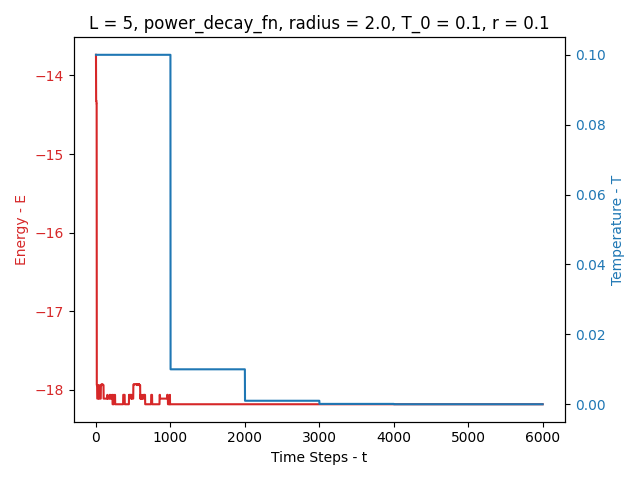 L = 5, power_decay_fn, radius = 2.0, T_0 = 0.1, r = 0.1
Energy - E
−14
−15
−16
−17
−18
0.10
0.08
0.06
0.04
0.02
0.00
Temperature - T
0 1000 2000 3000 4000 5000 6000
Time Steps - t